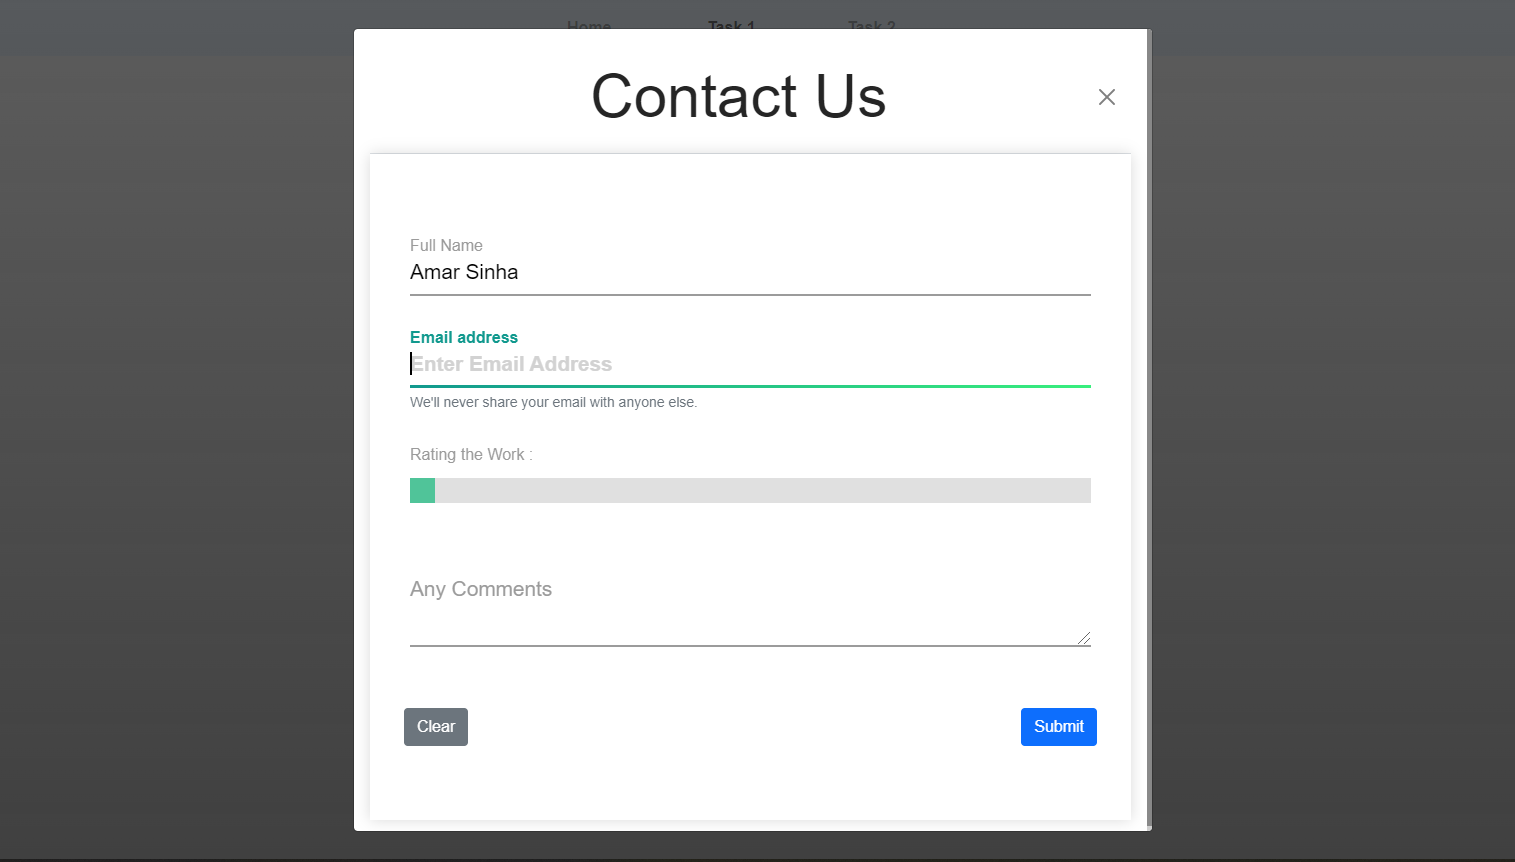 Home Task 1 Task 2
Contact Us
Full Name
Amar Sinha
Email address
Enter Email Address
We'll never share your email with anyone else.
Rating the Work :
Any Comments
Clear Submit